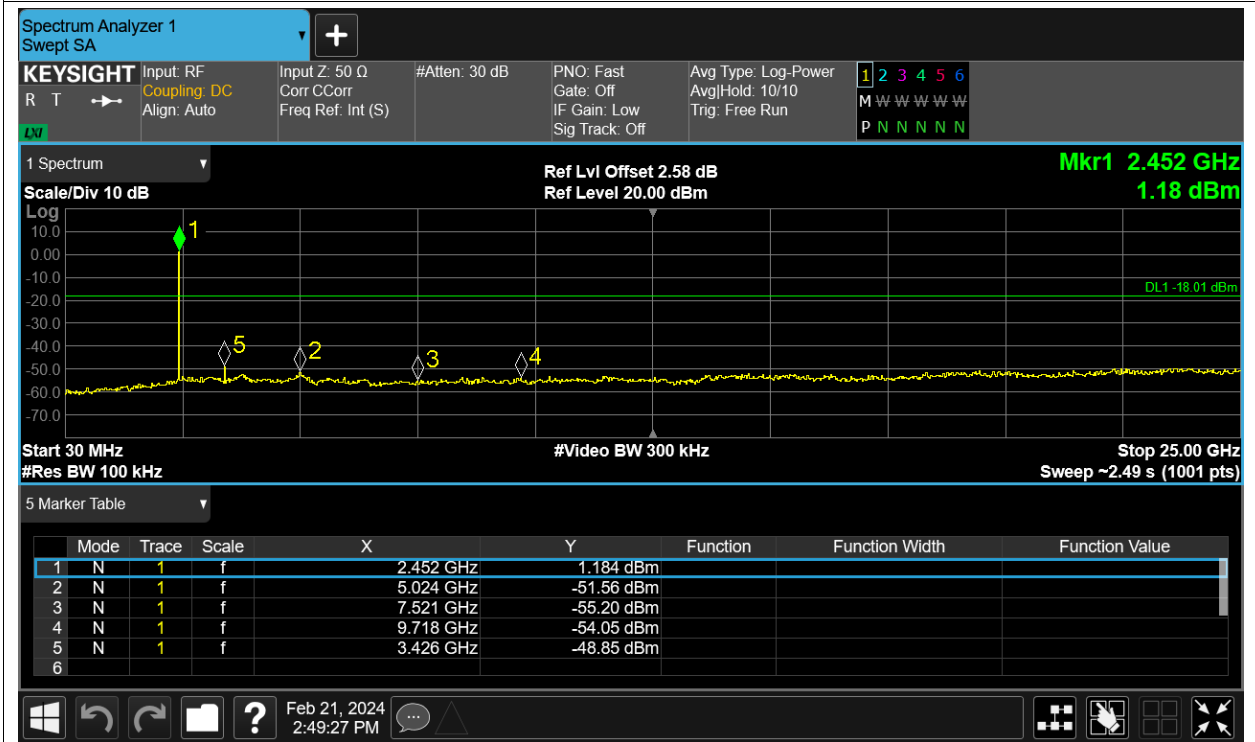 Spectrum Analyzer 1
Swept SA
KEYSIGHT
R T
LXI
Input: RF
Coupling: DC
Align: Auto
Input Z: 50 Ω
Corr CCorr
Freq Ref: Int (S)
#Atten: 30 dB
PNO: Fast
Gate: Off
IF Gain: Low
Sig Track: Off
Avg Type: Log-Power
Avg|Hold: 10/10
Trig: Free Run
1 2 3 4 5 6
M W W W W W
P N N N N N
1 Spectrum
Scale/Div 10 dB
Ref Lvl Offset 2.58 dB
Ref Level 20.00 dBm
Mkr1 2.452 GHz
1.18 dBm
Log
10.0
0.00
-10.0
-20.0
-30.0
-40.0
-50.0
-60.0
-70.0
1
5
2
3
4
DL1 -18.01 dBm
Start 30 MHz
#Video BW 300 kHz
Stop 25.00 GHz
#Res BW 100 kHz
Sweep ~2.49 s (1001 pts)
5 Marker Table
Mode Trace Scale X Y Function Function Width Function Value
1 N 1 f 2.452 GHz 1.184 dBm
2 N 1 f 5.024 GHz -51.56 dBm
3 N 1 f 7.521 GHz -55.20 dBm
4 N 1 f 9.718 GHz -54.05 dBm
5 N 1 f 3.426 GHz -48.85 dBm
6
?
Feb 21, 2024
2:49:27 PM